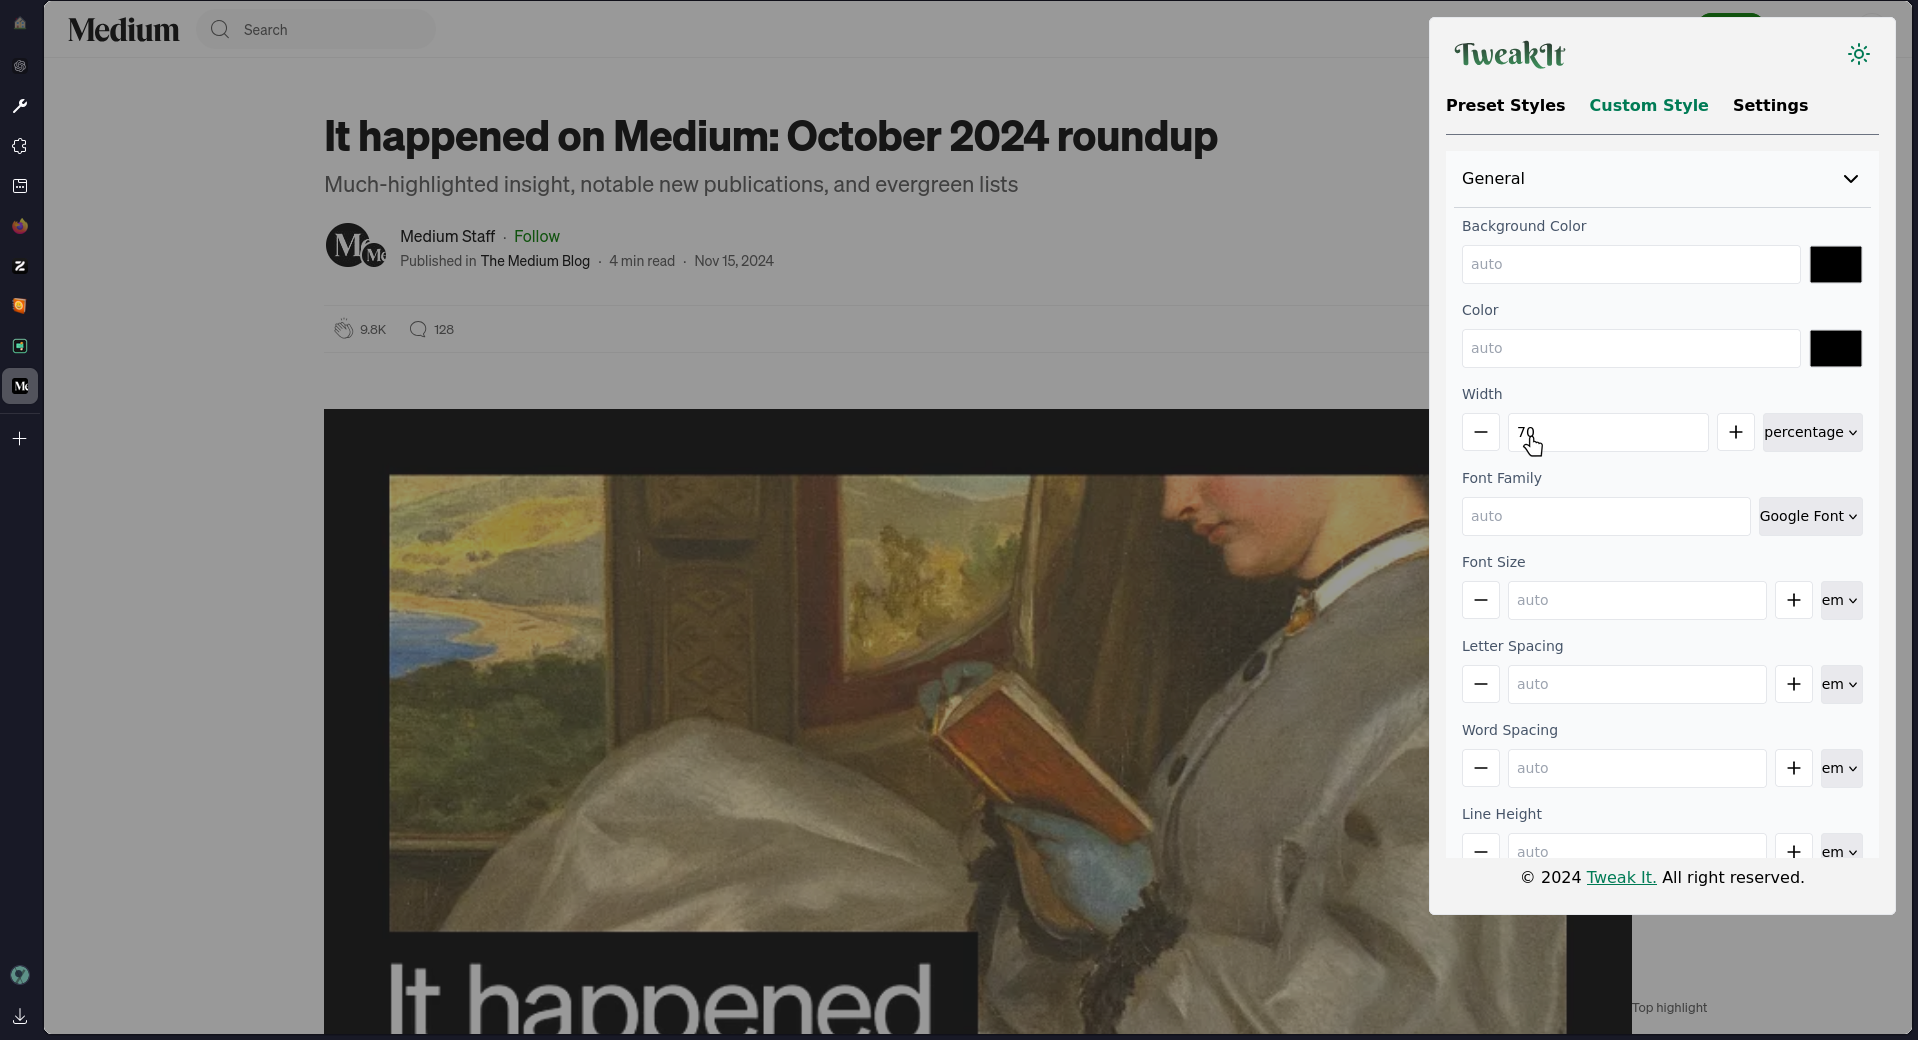 Medium
Search
It happened on Medium: October 2024 roundup
Much-highlighted insight, notable new publications, and evergreen lists
Medium Staff · Follow
Published in The Medium Blog · 4 min read · Nov 15, 2024
9.8K 128
It happened
Top highlight
TweakIt
Preset Styles Custom Style Settings
General
Background Color
auto
Color
auto
Width
70 percentage
Font Family
auto Google Font
Font Size
auto em
Letter Spacing
auto em
Word Spacing
auto em
Line Height
auto em
© 2024 Tweak It. All right reserved.